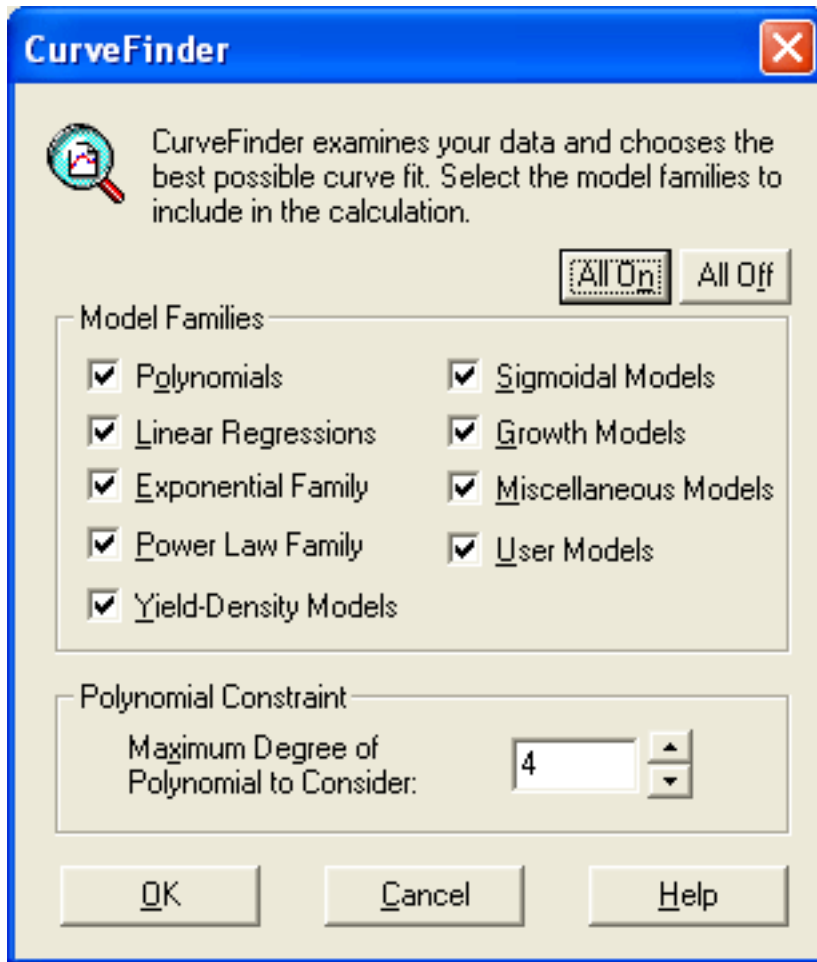 CurveFinder
CurveFinder examines your data and chooses the
best possible curve fit. Select the model families to
include in the calculation.
All On All Off
Model Families
Polynomials Sigmoidal Models
Linear Regressions Growth Models
Exponential Family Miscellaneous Models
Power Law Family User Models
Yield-Density Models
Polynomial Constraint
Maximum Degree of
Polynomial to Consider: 4
OK Cancel Help